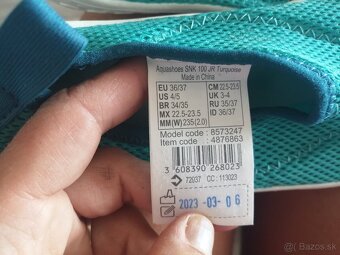 Aquashoes SNK 100 JR Turquoise
Made in China
EU 36/37 CM 22.5-23.5
US 4/5 UK 3-4
BR 34/35 RU 35/37
MX 22.5-23.5 ID 36/37
MM(W) 235(2.0)
Model code : 8573247
Item code : 4876863
3 608390 268023
72037 CC : 113023
2023 -03- 06
© Bazos.sk